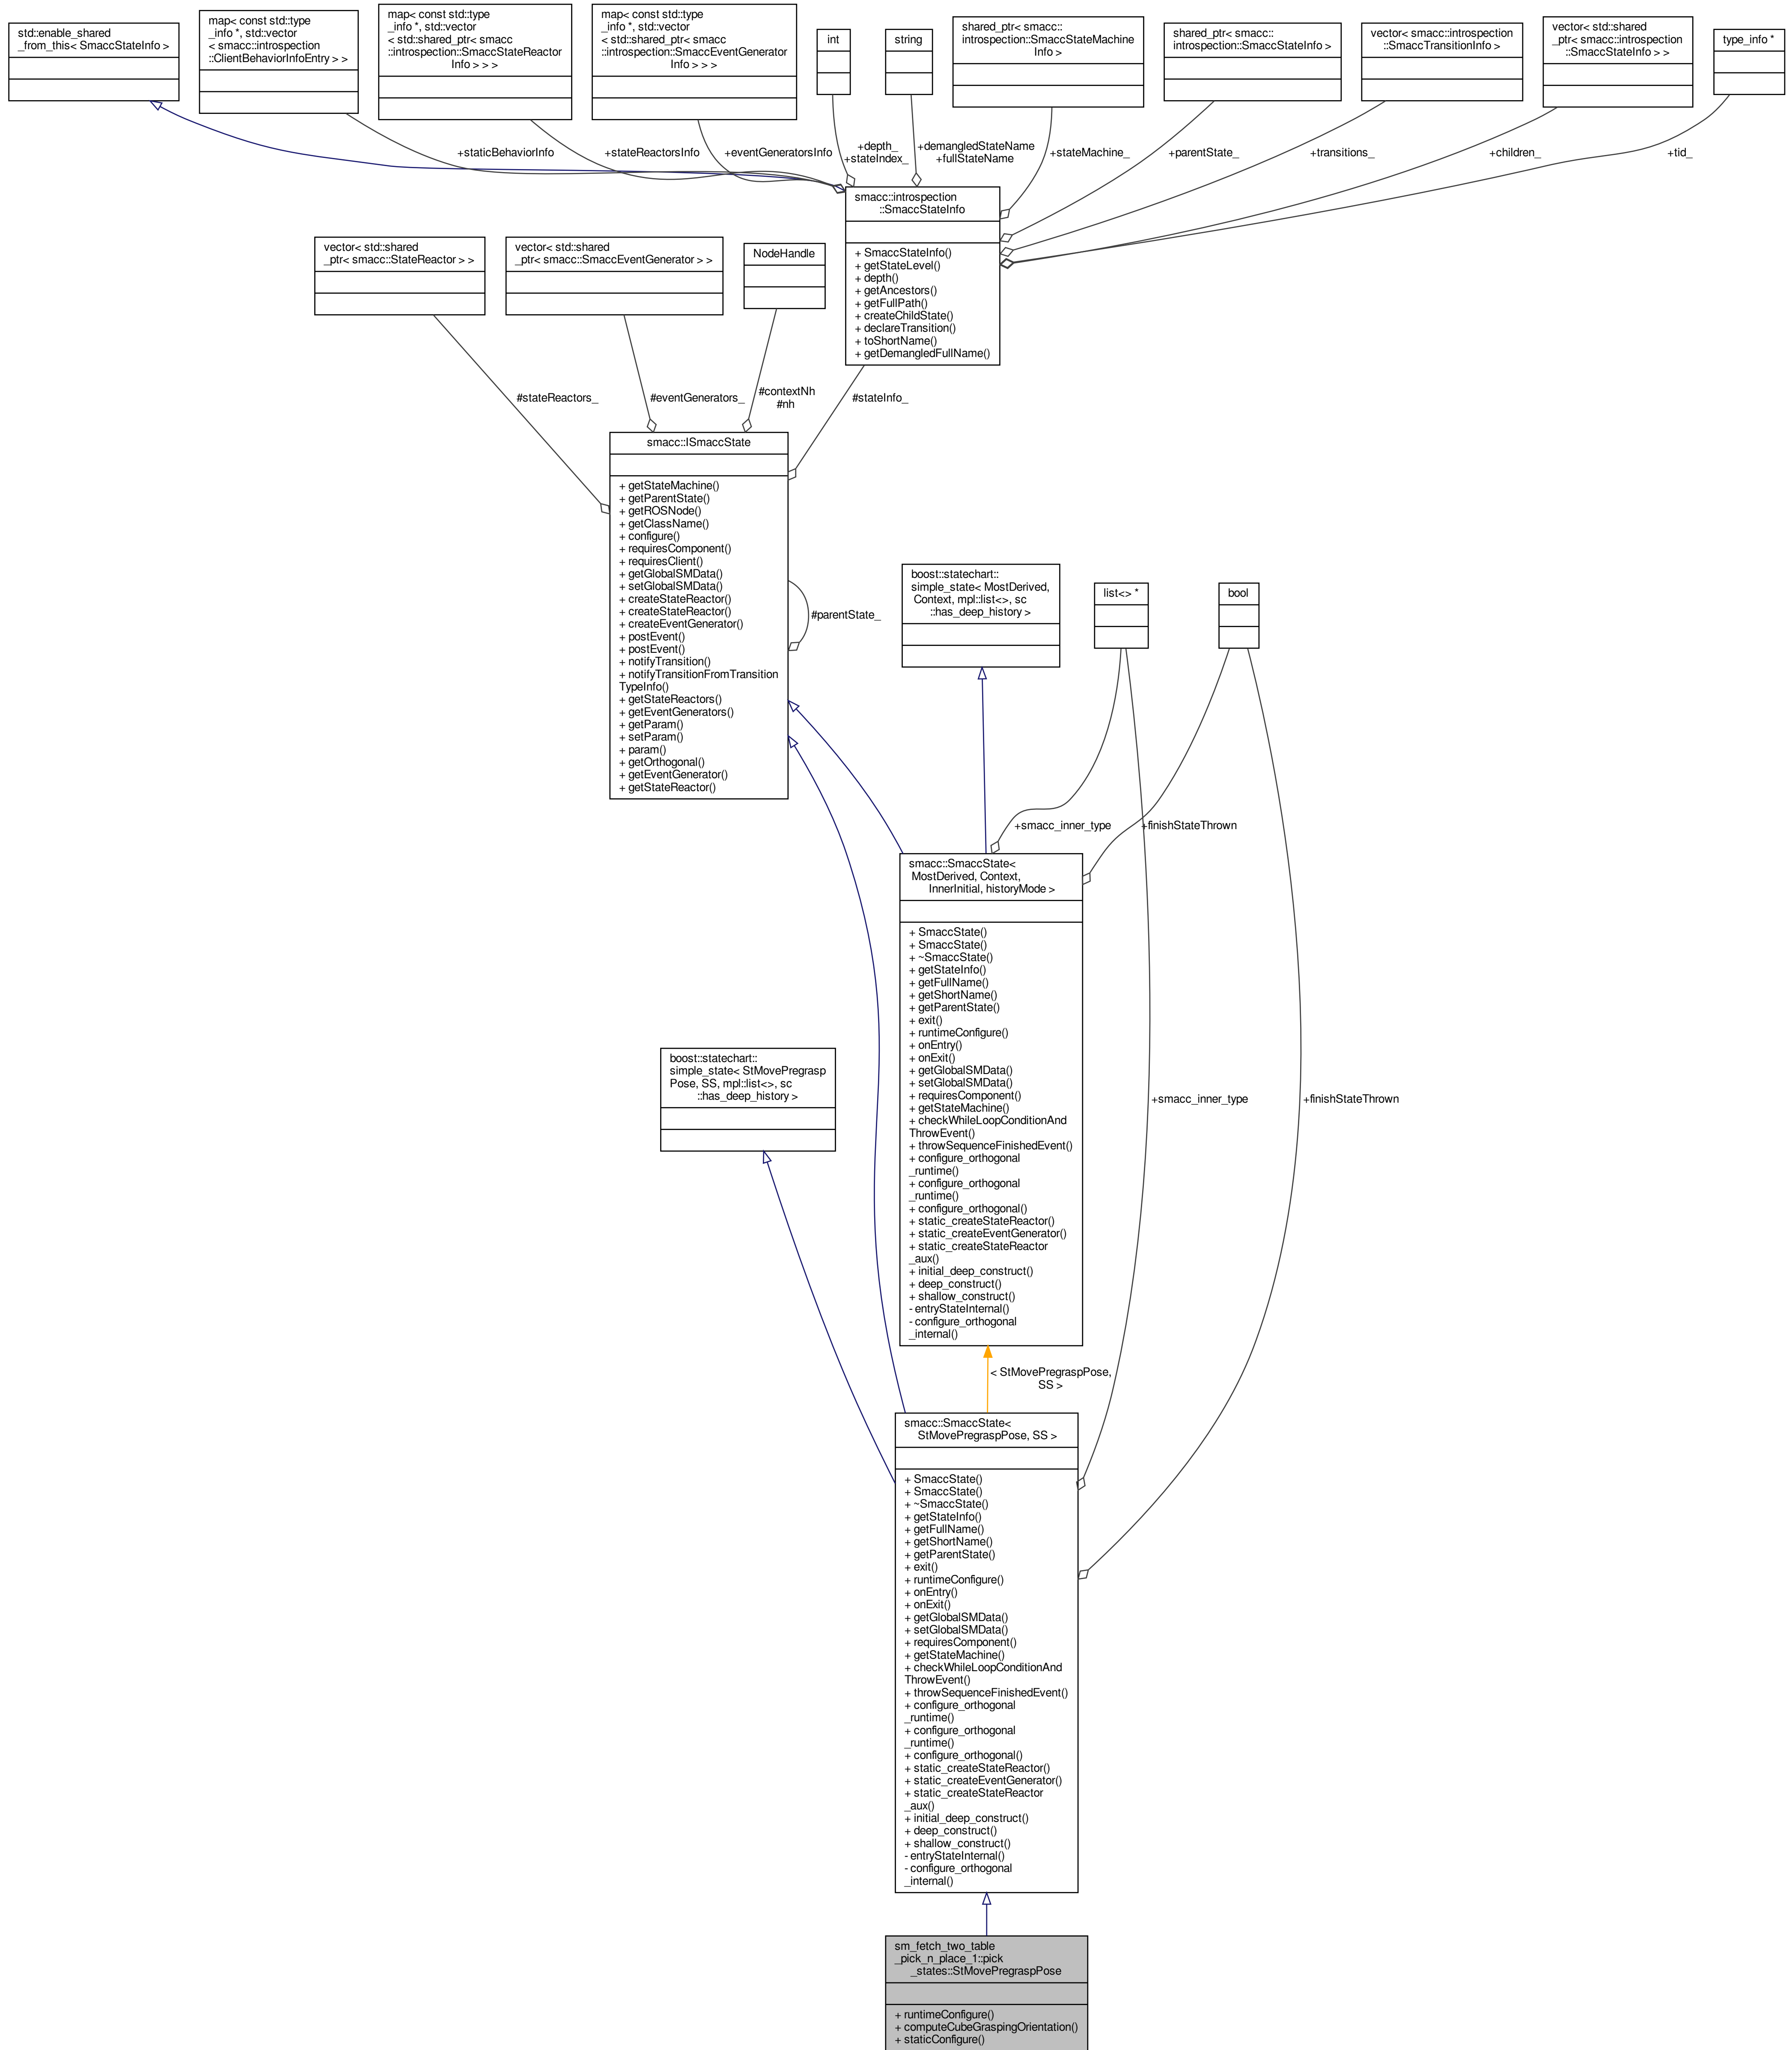 std::enable_shared
_from_this< SmaccStateInfo >
map< const std::type
_info *, std::vector
< smacc::introspection
::ClientBehaviorInfoEntry > >
map< const std::type
_info *, std::vector
< std::shared_ptr< smacc
::introspection::SmaccStateReactor
Info > > >
map< const std::type
_info *, std::vector
< std::shared_ptr< smacc
::introspection::SmaccEventGenerator
Info > > >
int
string
shared_ptr< smacc::
introspection::SmaccStateMachine
Info >
shared_ptr< smacc::
introspection::SmaccStateInfo >
vector< smacc::introspection
::SmaccTransitionInfo >
vector< std::shared
_ptr< smacc::introspection
::SmaccStateInfo > >
type_info *
+staticBehaviorInfo
+stateReactorsInfo
+eventGeneratorsInfo
+depth_
+stateIndex_
+demangledStateName
+fullStateName
+stateMachine_
+parentState_
+transitions_
+children_
+tid_
smacc::introspection
::SmaccStateInfo
+ SmaccStateInfo()
+ getStateLevel()
+ depth()
+ getAncestors()
+ getFullPath()
+ createChildState()
+ declareTransition()
+ toShortName()
+ getDemangledFullName()
vector< std::shared
_ptr< smacc::StateReactor > >
vector< std::shared
_ptr< smacc::SmaccEventGenerator > >
NodeHandle
#stateReactors_
#eventGenerators_
#contextNh
#nh
#stateInfo_
smacc::ISmaccState
+ getStateMachine()
+ getParentState()
+ getROSNode()
+ getClassName()
+ configure()
+ requiresComponent()
+ requiresClient()
+ getGlobalSMData()
+ setGlobalSMData()
+ createStateReactor()
+ createStateReactor()
+ createEventGenerator()
+ postEvent()
+ postEvent()
+ notifyTransition()
+ notifyTransitionFromTransition
TypeInfo()
+ getStateReactors()
+ getEventGenerators()
+ getParam()
+ setParam()
+ param()
+ getOrthogonal()
+ getEventGenerator()
+ getStateReactor()
#parentState_
boost::statechart::
simple_state< MostDerived,
Context, mpl::list<>, sc
::has_deep_history >
list<> *
bool
+smacc_inner_type
+finishStateThrown
smacc::SmaccState<
MostDerived, Context,
InnerInitial, historyMode >
+ SmaccState()
+ SmaccState()
+ ~SmaccState()
+ getStateInfo()
+ getFullName()
+ getShortName()
+ getParentState()
+ exit()
+ runtimeConfigure()
+ onEntry()
+ onExit()
+ getGlobalSMData()
+ setGlobalSMData()
+ requiresComponent()
+ getStateMachine()
+ checkWhileLoopConditionAnd
ThrowEvent()
+ throwSequenceFinishedEvent()
+ configure_orthogonal
_runtime()
+ configure_orthogonal
_runtime()
+ configure_orthogonal()
+ static_createStateReactor()
+ static_createEventGenerator()
+ static_createStateReactor
_aux()
+ initial_deep_construct()
+ deep_construct()
+ shallow_construct()
- entryStateInternal()
- configure_orthogonal
_internal()
boost::statechart::
simple_state< StMovePregrasp
Pose, SS, mpl::list<>, sc
::has_deep_history >
+smacc_inner_type
+finishStateThrown
< StMovePregraspPose,
SS >
smacc::SmaccState<
StMovePregraspPose, SS >
+ SmaccState()
+ SmaccState()
+ ~SmaccState()
+ getStateInfo()
+ getFullName()
+ getShortName()
+ getParentState()
+ exit()
+ runtimeConfigure()
+ onEntry()
+ onExit()
+ getGlobalSMData()
+ setGlobalSMData()
+ requiresComponent()
+ getStateMachine()
+ checkWhileLoopConditionAnd
ThrowEvent()
+ throwSequenceFinishedEvent()
+ configure_orthogonal
_runtime()
+ configure_orthogonal
_runtime()
+ configure_orthogonal()
+ static_createStateReactor()
+ static_createEventGenerator()
+ static_createStateReactor
_aux()
+ initial_deep_construct()
+ deep_construct()
+ shallow_construct()
- entryStateInternal()
- configure_orthogonal
_internal()
sm_fetch_two_table
_pick_n_place_1::pick
_states::StMovePregraspPose
+ runtimeConfigure()
+ computeCubeGraspingOrientation()
+ staticConfigure()